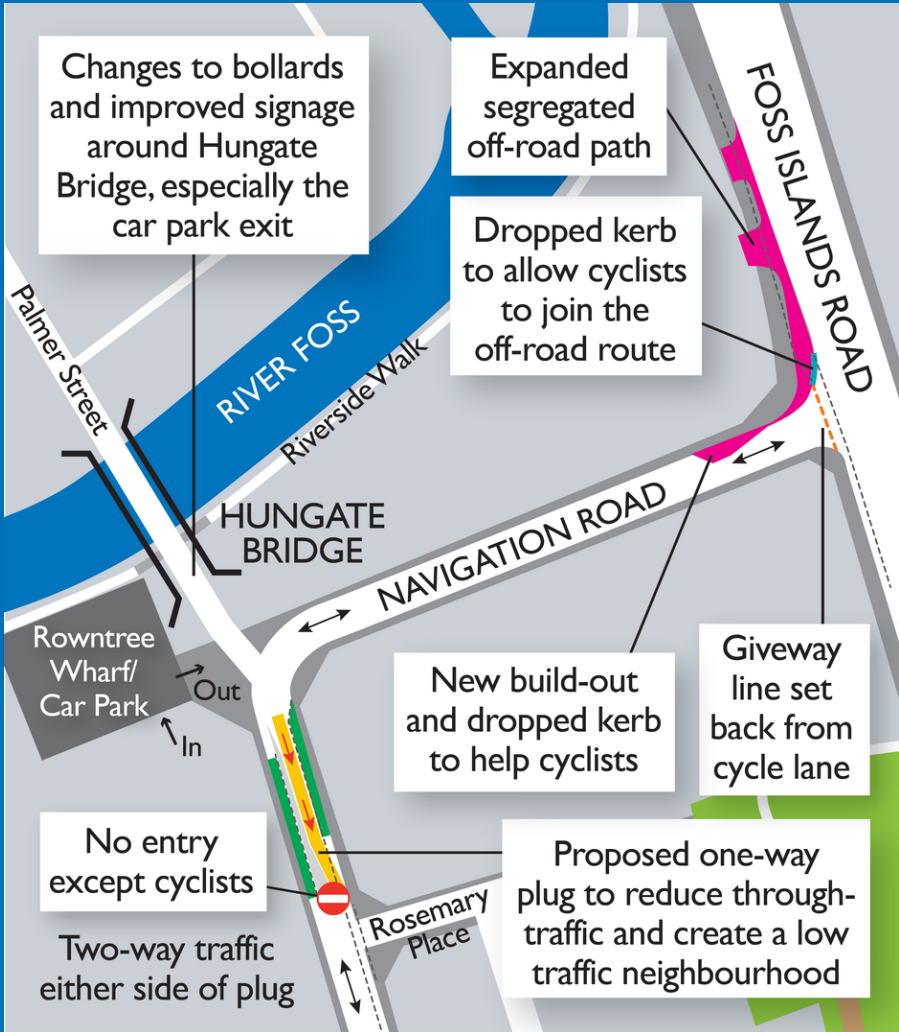 Changes to bollards
and improved signage
around Hungate
Bridge, especially the
car park exit
Expanded
segregated
off-road path
FOSS ISLANDS ROAD
Dropped kerb
to allow cyclists
to join the
off-road route
Palmer Street
RIVER FOSS
Riverside Walk
HUNGATE
BRIDGE
NAVIGATION ROAD
Rowntree
Wharf/
Car Park
Out
In
New build-out
and dropped kerb
to help cyclists
Giveway
line set
back from
cycle lane
No entry
except cyclists
Proposed one-way
plug to reduce through-
traffic and create a low
traffic neighbourhood
Rosemary
Place
Two-way traffic
either side of plug